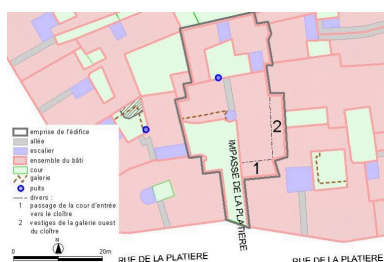 emprise de l'édifice
allée
escalier
ensemble du bâti
cour
galerie
puits
divers :
1 passage de la cour d'entrée
vers le cloître
2 vestiges de la galerie ouest
du cloître
0 N 20m
1
2
IMPASSE DE LA PLATIÈRE
RUE DE LA PLATIERE
RUE DE LA PLATIERE